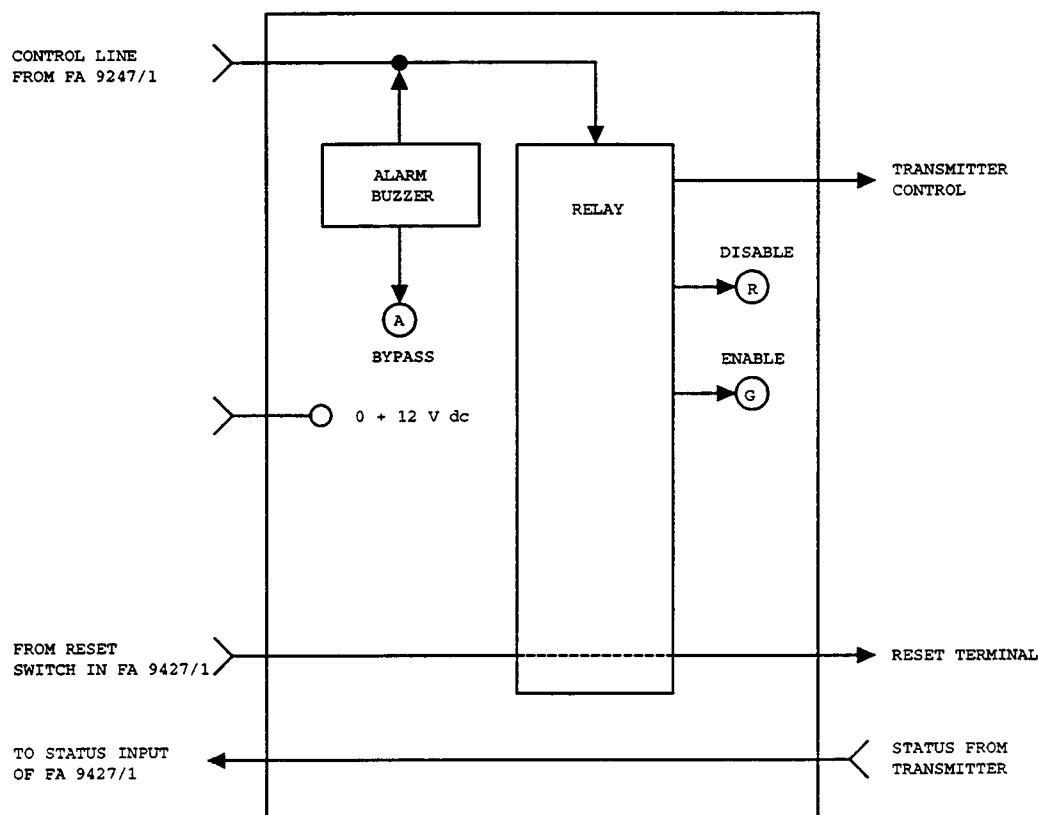 CONTROL LINE
FROM FA 9247/1
ALARM
BUZZER
RELAY
TRANSMITTER
CONTROL
DISABLE
R
A
BYPASS
ENABLE
G
0 + 12 V dc
FROM RESET
SWITCH IN FA 9427/1
RESET TERMINAL
TO STATUS INPUT
OF FA 9427/1
STATUS FROM
TRANSMITTER